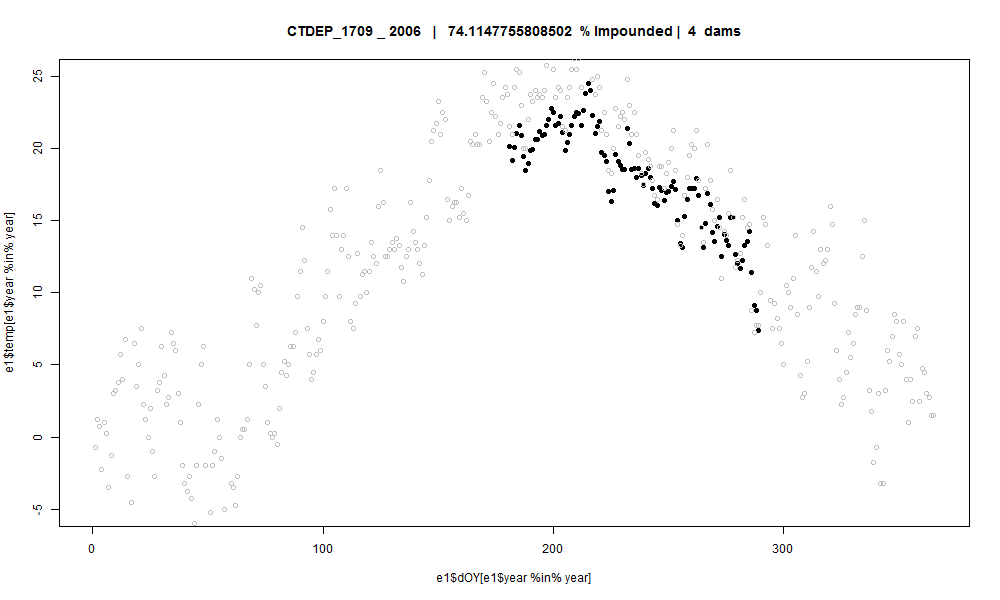 CTDEP_1709 _ 2006 | 74.1147755808502 % Impounded | 4 dams
e1$temp[e1$year %in% year]
25
20
15
10
5
0
-5
0 100 200 300
e1$dOY[e1$year %in% year]